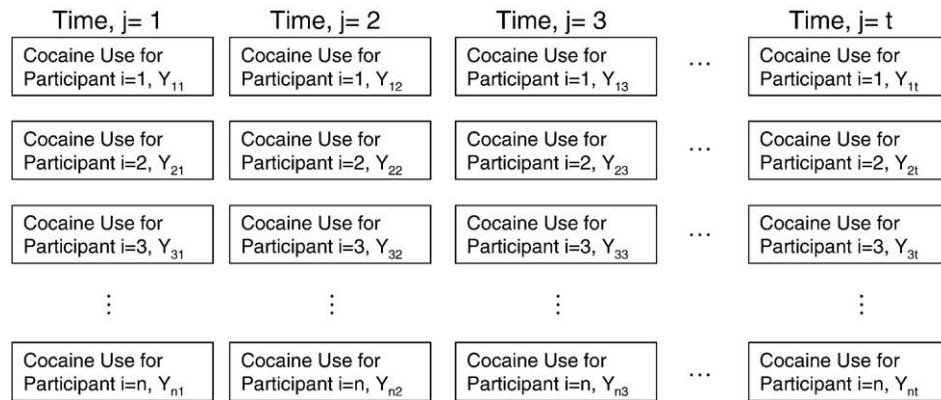 Time, j= 1 Time, j= 2 Time, j= 3 Time, j= t
Cocaine Use for Cocaine Use for Cocaine Use for Cocaine Use for
Participant i=1, Y11 Participant i=1, Y12 Participant i=1, Y13 ... Participant i=1, Y1t
Cocaine Use for Cocaine Use for Cocaine Use for Cocaine Use for
Participant i=2, Y21 Participant i=2, Y22 Participant i=2, Y23 ... Participant i=2, Y2t
Cocaine Use for Cocaine Use for Cocaine Use for Cocaine Use for
Participant i=3, Y31 Participant i=3, Y32 Participant i=3, Y33 ... Participant i=3, Y3t
⋮ ⋮ ⋮ ⋮
Cocaine Use for Cocaine Use for Cocaine Use for Cocaine Use for
Participant i=n, Yn1 Participant i=n, Yn2 Participant i=n, Yn3 ... Participant i=n, Ynt